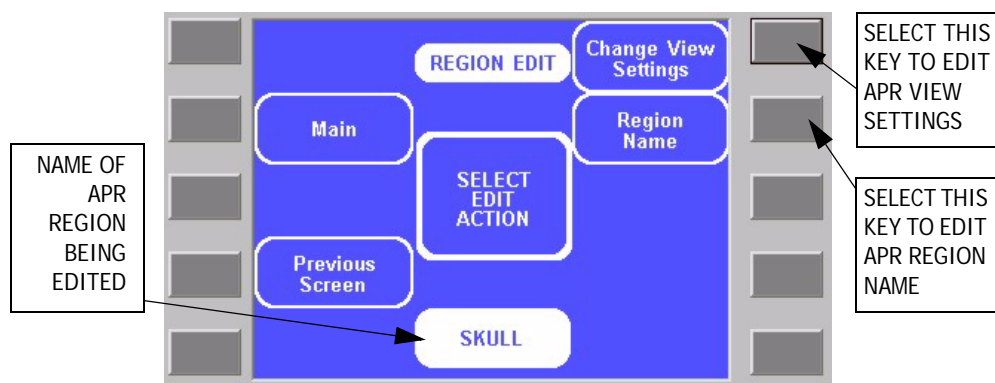 REGION EDIT
Change View
Settings
Main
Region
Name
SELECT
EDIT
ACTION
Previous
Screen
SKULL
NAME OF
APR
REGION
BEING
EDITED
SELECT THIS
KEY TO EDIT
APR VIEW
SETTINGS
SELECT THIS
KEY TO EDIT
APR REGION
NAME